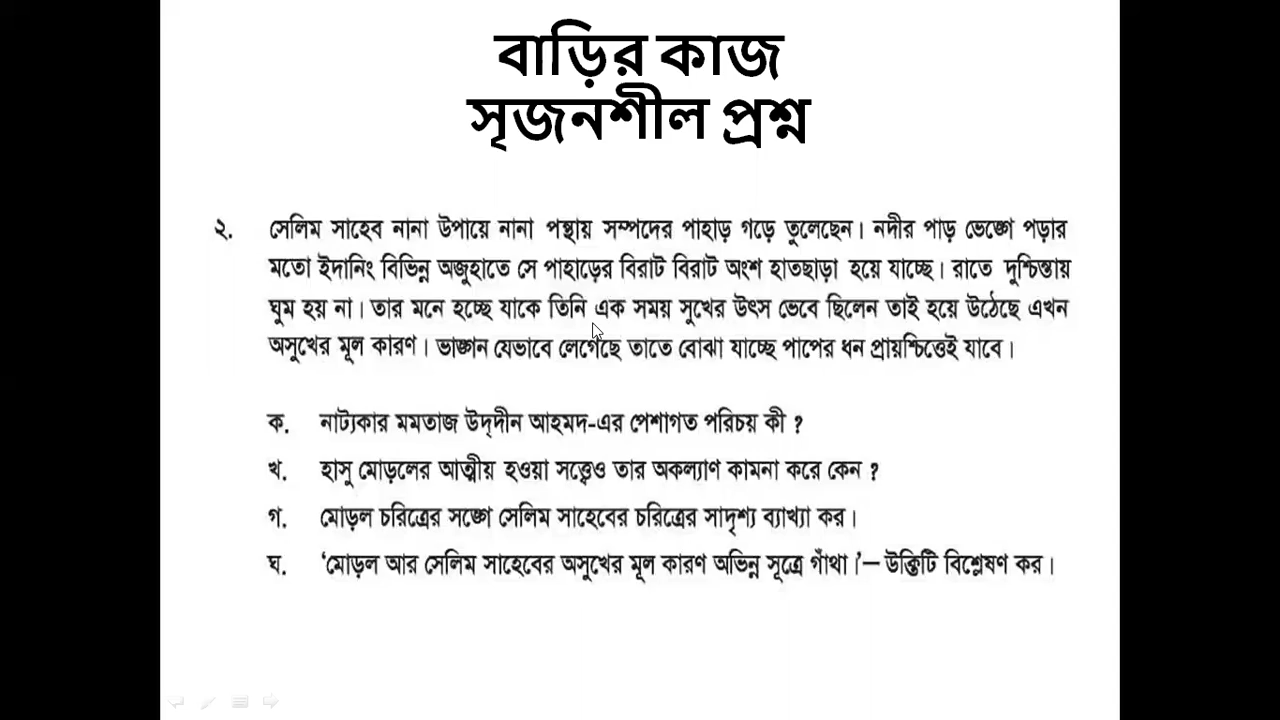 বাড়ির কাজ
সৃজনশীল প্রশ্ন
২. সেলিম সাহেব নানা উপায়ে নানা পন্থায় সম্পদের পাহাড় গড়ে তুলেছেন। নদীর পাড় ভেঙ্গে পড়ার
মতো ইদানিং বিভিন্ন অজুহাতে সে পাহাড়ের বিরাট বিরাট অংশ হাতছাড়া হয়ে যাচ্ছে। রাতে দুশ্চিন্তায়
ঘুম হয় না। তার মনে হচ্ছে যাকে তিনি এক সময় সুখের উৎস ভেবে ছিলেন তাই হয়ে উঠেছে এখন
অসুখের মূল কারণ। ভাঙ্গান যেভাবে লেগেছে তাতে বোঝা যাচ্ছে পাপের ধন প্রায়শ্চিত্তেই যাবে।
ক. নাট্যকার মমতাজ উদ্‌দীন আহমদ-এর পেশাগত পরিচয় কী ?
খ. হাসু মোড়লের আত্মীয় হওয়া সত্ত্বেও তার অকল্যাণ কামনা করে কেন ?
গ. মোড়ল চরিত্রের সঙ্গে সেলিম সাহেবের চরিত্রের সাদৃশ্য ব্যাখ্যা কর।
ঘ. ‘মোড়ল আর সেলিম সাহেবের অসুখের মূল কারণ অভিন্ন সূত্রে গাঁথা।’— উক্তিটি বিশ্লেষণ কর।